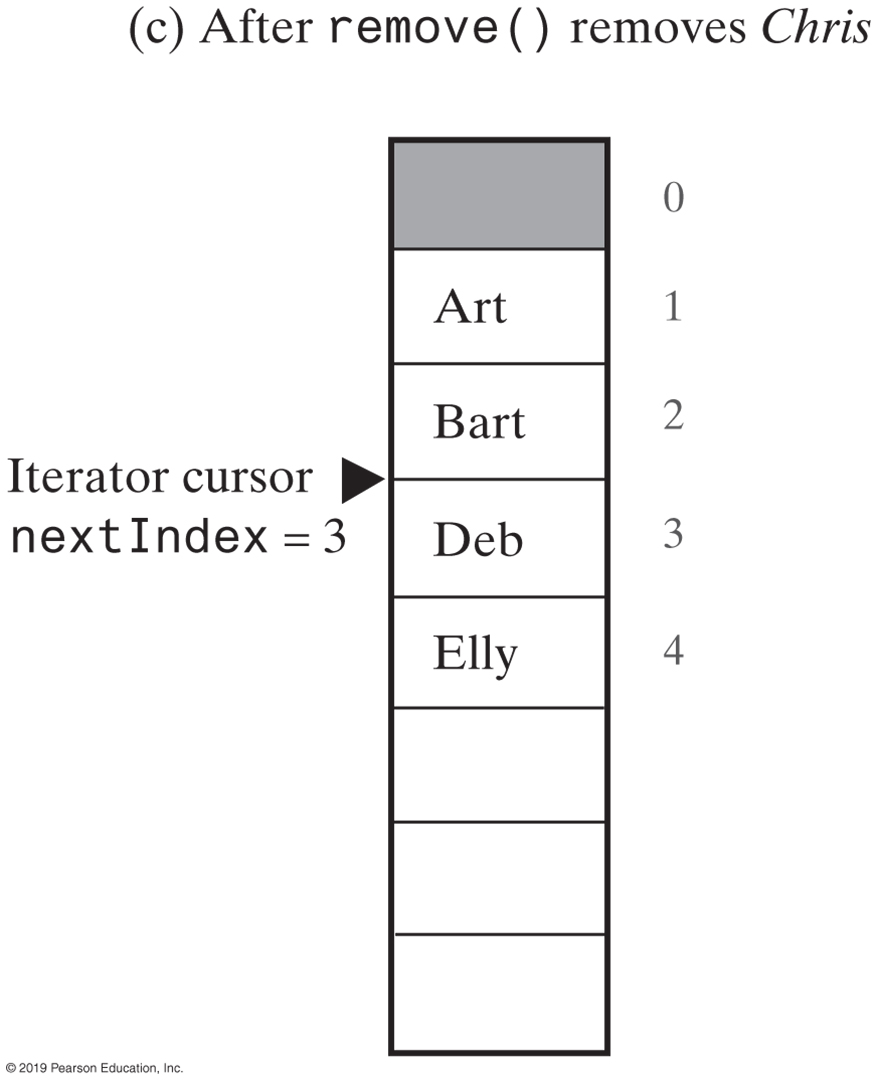 (c) After remove() removes Chris
0
Art 1
Bart 2
Iterator cursor
nextIndex = 3
Deb 3
Elly 4
© 2019 Pearson Education, Inc.